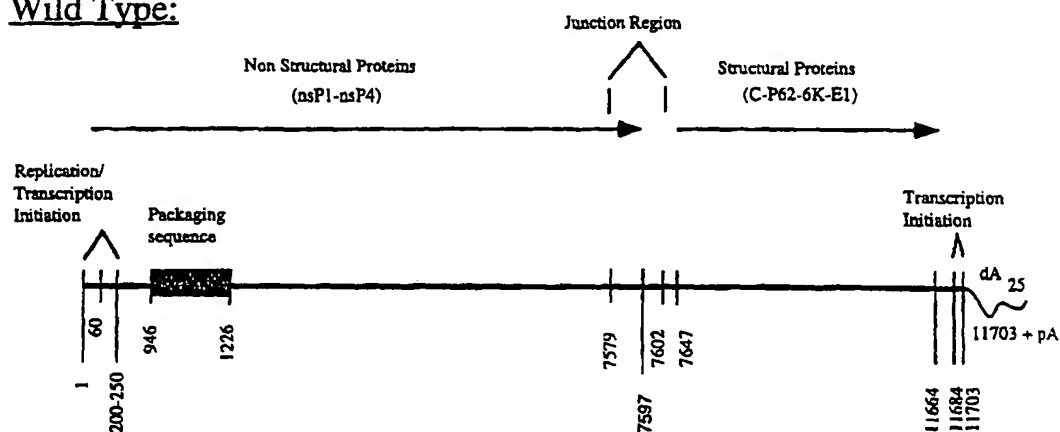 Wild Type:
Junction Region
Non Structural Proteins
(nsP1-nsP4)
Structural Proteins
(C-P62-6K-E1)
Replication/
Transcription
Initiation
Packaging
sequence
Transcription
Initiation
dA 25
11703 + pA
60
946
1226
7579
7602
7647
1
200-250
7597
11664
11684
11703